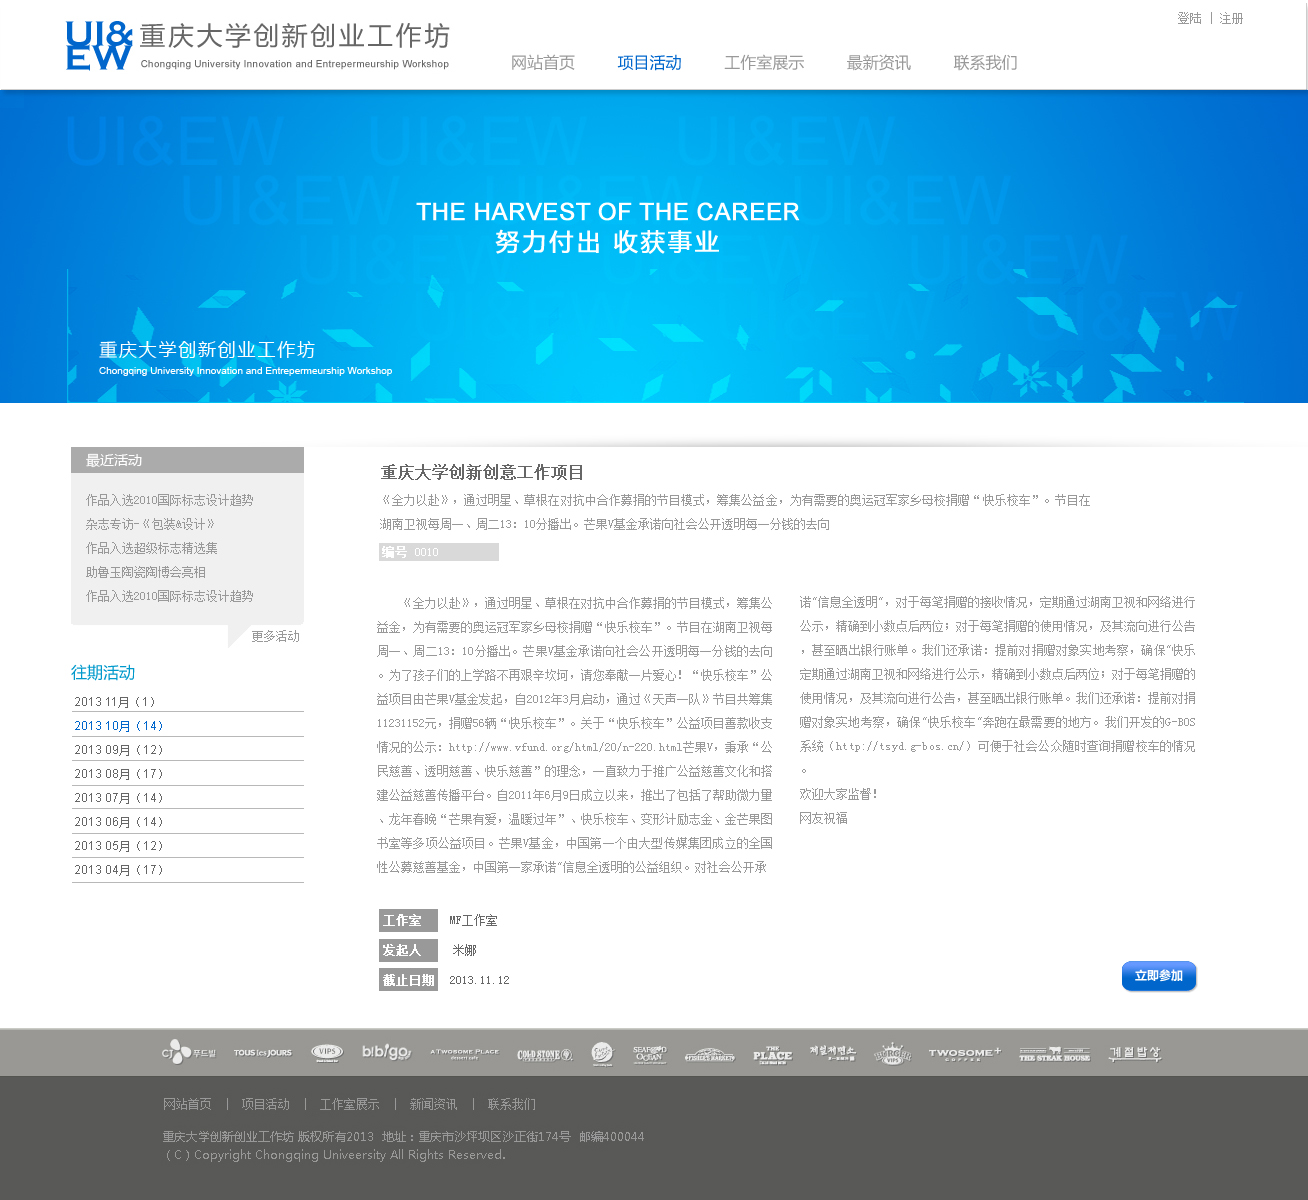 登陆 | 注册
UI&EW 重庆大学创新创业工作坊
Chongqing University Innovation and Entrepermeurship Workshop
网站首页 项目活动 工作室展示 最新资讯 联系我们
UI&EW UI&EW UI&EW
UI&EW UI&EW UI&EW
THE HARVEST OF THE CAREER
努力付出 收获事业
UI&EW UI&EW UI&EW
UI&EW UI&EW UI&EW
重庆大学创新创业工作坊
Chongqing University Innovation and Entrepermeurship Workshop
最近活动
作品入选2010国际标志设计趋势
杂志专访-《包装&设计》
作品入选超级标志精选集
助鲁玉陶瓷陶博会亮相
作品入选2010国际标志设计趋势
更多活动
往期活动
2013 11月（1）
2013 10月（14）
2013 09月（12）
2013 08月（17）
2013 07月（14）
2013 06月（14）
2013 05月（12）
2013 04月（17）
重庆大学创新创意工作项目
《全力以赴》，通过明星、草根在对抗中合作募捐的节目模式，筹集公益金，为有需要的奥运冠军家乡母校捐赠“快乐校车”。节目在
湖南卫视每周一、周二13：10分播出。芒果V基金承诺向社会公开透明每一分钱的去向
编号 0010
《全力以赴》，通过明星、草根在对抗中合作募捐的节目模式，筹集公
益金，为有需要的奥运冠军家乡母校捐赠“快乐校车”。节目在湖南卫视每
周一、周二13：10分播出。芒果V基金承诺向社会公开透明每一分钱的去向
。为了孩子们的上学路不再艰辛坎坷，请您奉献一片爱心！“快乐校车”公
益项目由芒果V基金发起，自2012年3月启动，通过《天声一队》节目共筹集
11231152元，捐赠56辆“快乐校车”。关于“快乐校车”公益项目善款收支
情况的公示：http://www.vfund.org/html/20/n-220.html芒果V，秉承“公
民慈善、透明慈善、快乐慈善”的理念，一直致力于推广公益慈善文化和搭
建公益慈善传播平台。自2011年6月9日成立以来，推出了包括了帮助微力量
、龙年春晚“芒果有爱，温暖过年”、快乐校车、变形计励志金、金芒果图
书室等多项公益项目。芒果V基金，中国第一个由大型传媒集团成立的全国
性公募慈善基金，中国第一家承诺"信息全透明的公益组织。对社会公开承
诺"信息全透明"，对于每笔捐赠的接收情况，定期通过湖南卫视和网络进行
公示，精确到小数点后两位；对于每笔捐赠的使用情况，及其流向进行公告
，甚至晒出银行账单。我们还承诺：提前对捐赠对象实地考察，确保"快乐
定期通过湖南卫视和网络进行公示，精确到小数点后两位；对于每笔捐赠的
使用情况，及其流向进行公告，甚至晒出银行账单。我们还承诺：提前对捐
赠对象实地考察，确保"快乐校车"奔跑在最需要的地方。我们开发的G-BOS
系统（http://tsyd.g-bos.cn/）可便于社会公众随时查询捐赠校车的情况
。
欢迎大家监督！
网友祝福
工作室 MF工作室
发起人 米娜
截止日期 2013.11.12
立即参加
CJ 푸드빌 TOUS les JOURS VIPS bibigo A TWOSOME PLACE COLD STONE SEAFOOD OCEAN FISHER'S MARKET THE PLACE 제일제면소 BURGER VIPS TWOSOME+ COFFEE THE STEAK HOUSE 계절밥상
网站首页 | 项目活动 | 工作室展示 | 新闻资讯 | 联系我们
重庆大学创新创业工作坊 版权所有2013 地址：重庆市沙坪坝区沙正街174号 邮编400044
（C）Copyright Chongqing Univeersity All Rights Reserved.